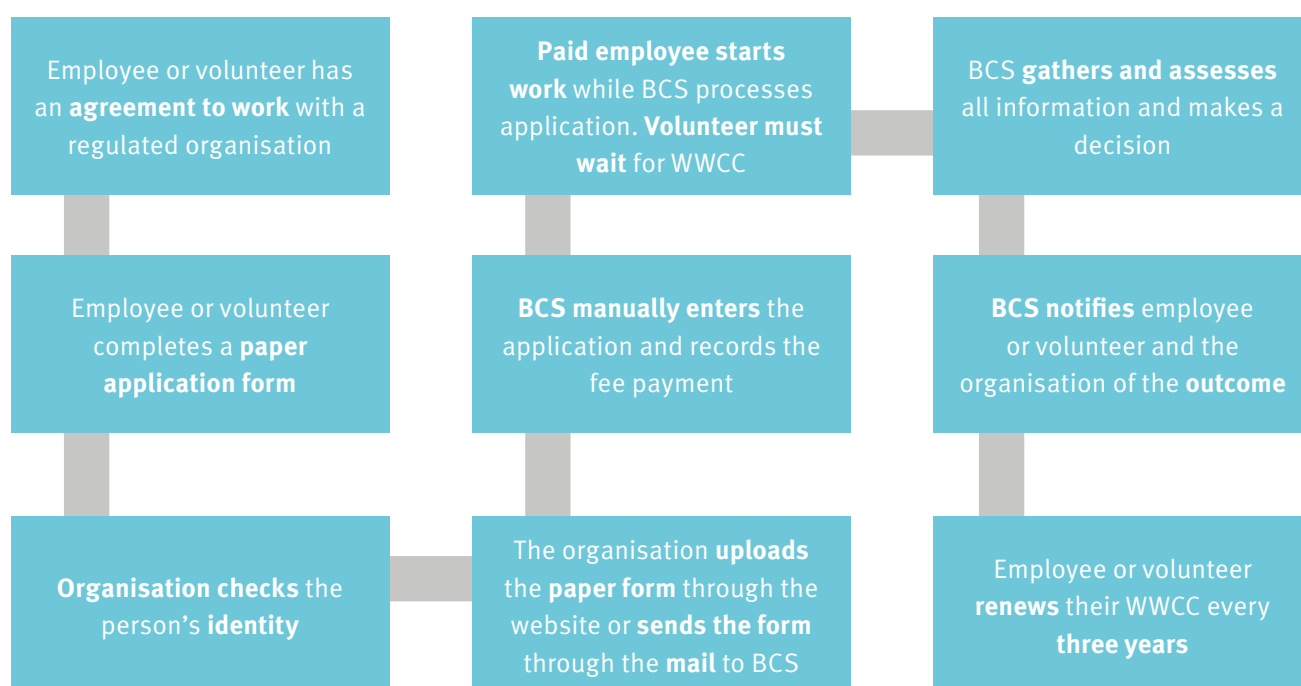 Employee or volunteer has
an agreement to work with a
regulated organisation
Employee or volunteer
completes a paper
application form
Organisation checks the
person’s identity
The organisation uploads
the paper form through the
website or sends the form
through the mail to BCS
BCS manually enters the
application and records the
fee payment
Paid employee starts
work while BCS processes
application. Volunteer must
wait for WWCC
BCS gathers and assesses
all information and makes a
decision
BCS notifies employee
or volunteer and the
organisation of the outcome
Employee or volunteer
renews their WWCC every
three years